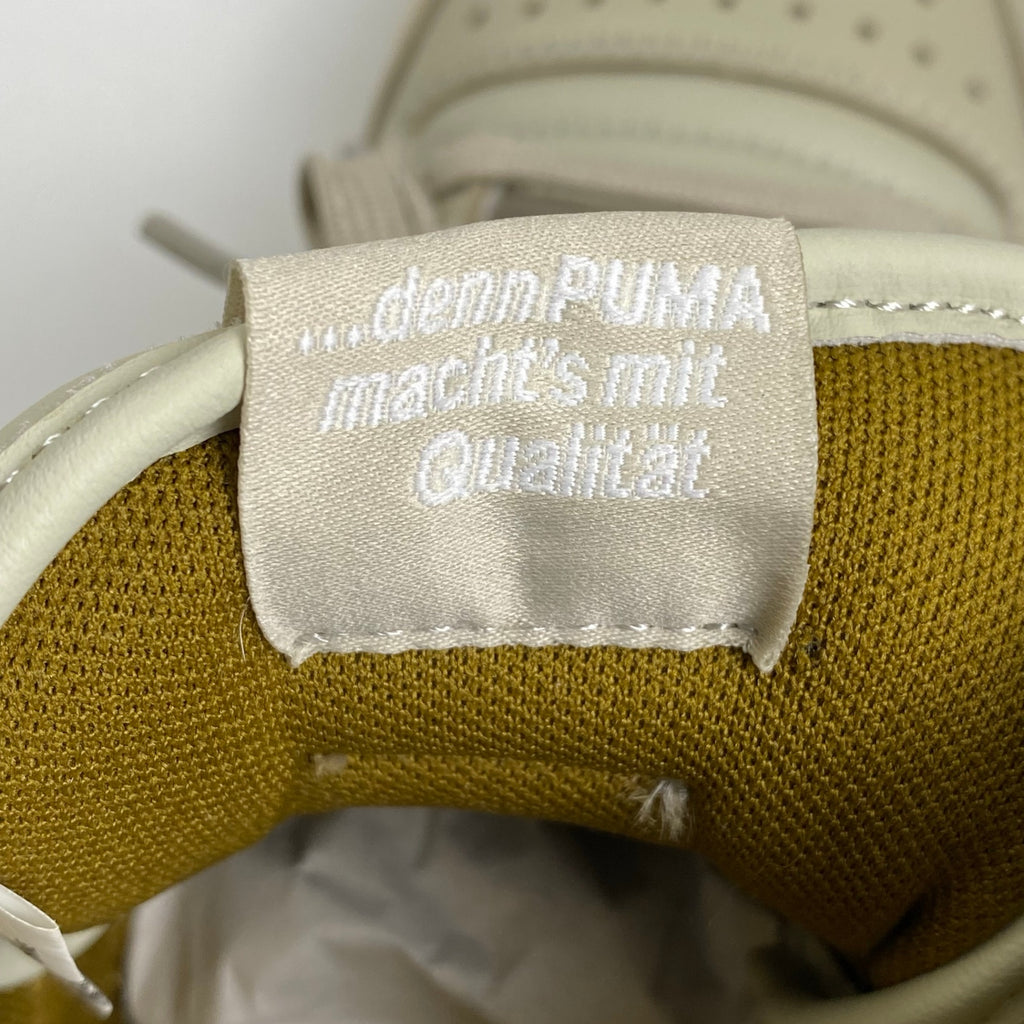 ...denn PUMA
macht's mit
Qualität